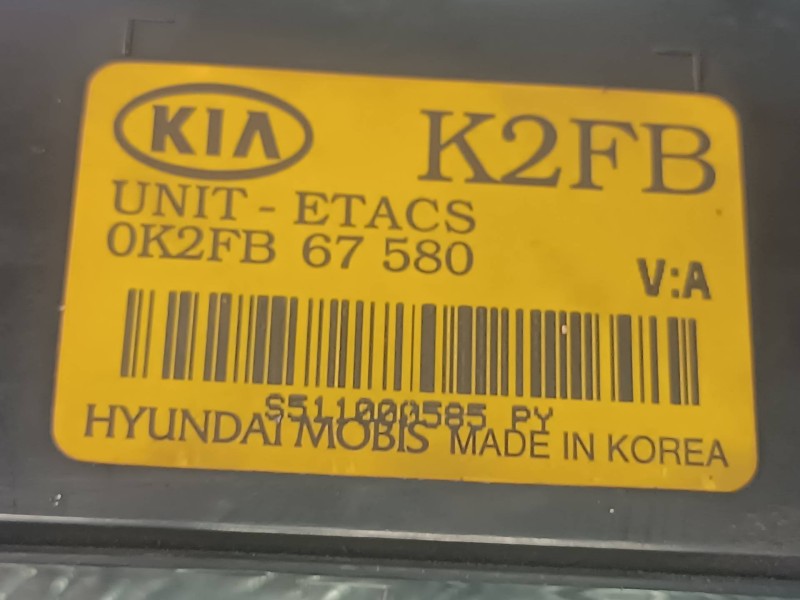 KIA K2FB
UNIT - ETACS
0K2FB 67 580
V:A
S511000585 PY
HYUNDAI MOBIS MADE IN KOREA